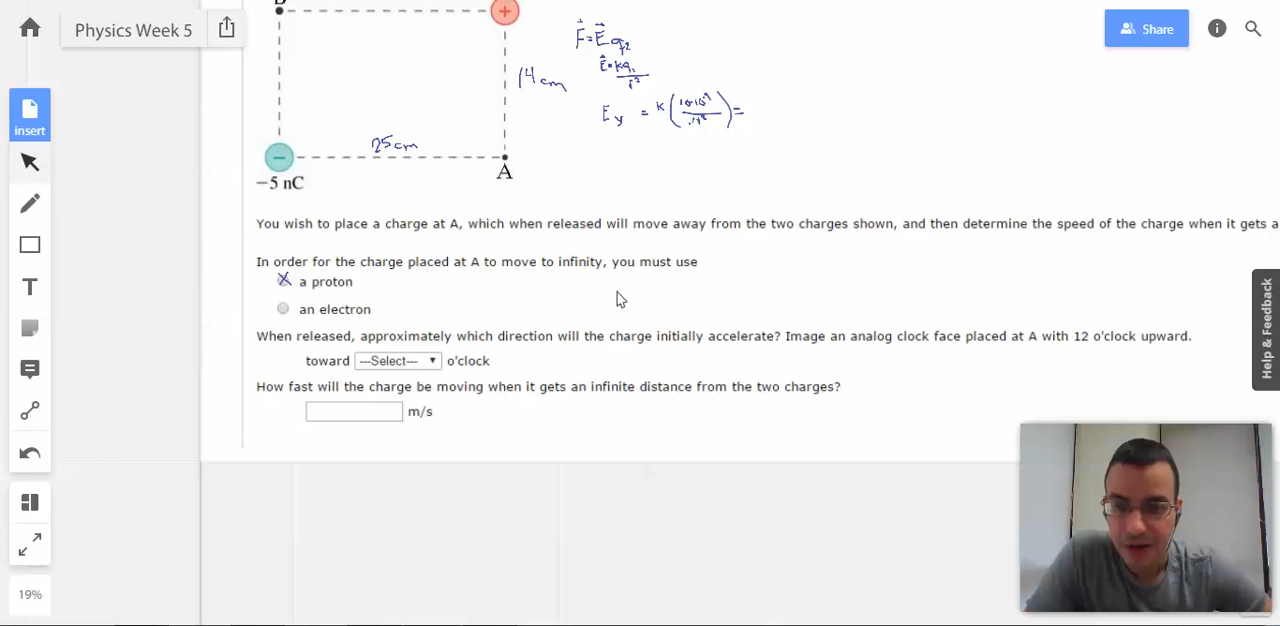 B
Physics Week 5
Share
insert
T
19%
Help & Feedback
+
14 cm
25cm
−
−5 nC
A
F = E q2
E = kq1
r²
Ey = k (10·10⁻⁹
.14²) =
You wish to place a charge at A, which when released will move away from the two charges shown, and then determine the speed of the charge when it gets a
In order for the charge placed at A to move to infinity, you must use
X a proton
an electron
When released, approximately which direction will the charge initially accelerate? Image an analog clock face placed at A with 12 o'clock upward.
toward ---Select--- o'clock
How fast will the charge be moving when it gets an infinite distance from the two charges?
m/s